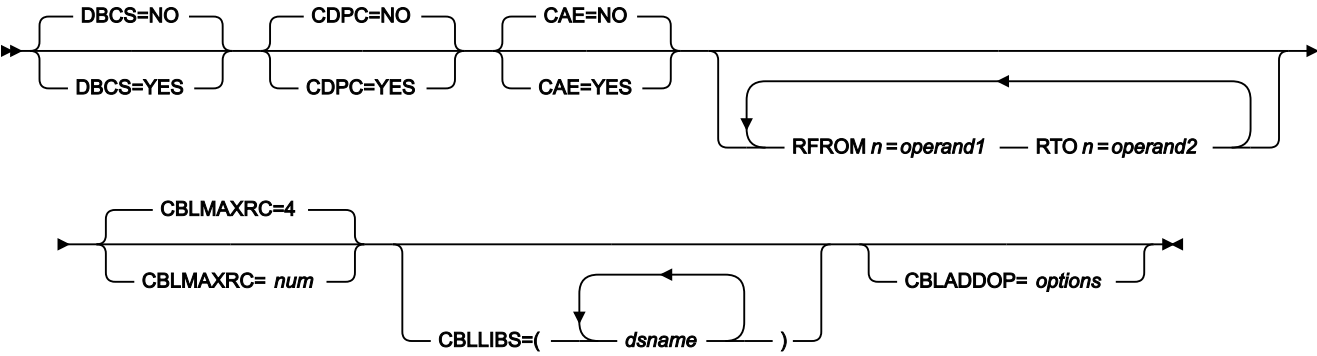 DBCS=NO CDPC=NO CAE=NO
DBCS=YES CDPC=YES CAE=YES
RFROM n=operand1 RTO n=operand2
CBLMAXRC=4
CBLMAXRC= num CBLADDOP= options
CBLLIBS=( dsname )